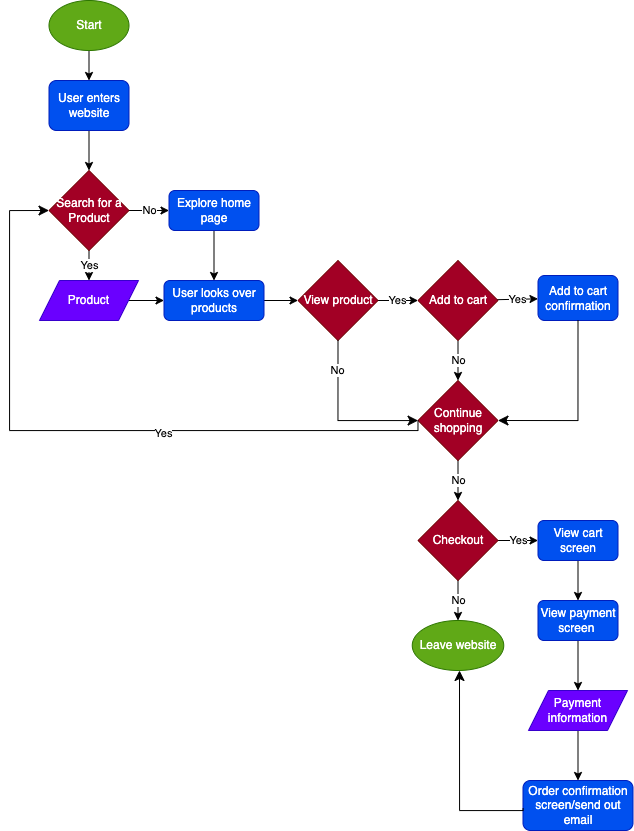 Start
User enters
website
Search for a
Product
No
Explore home
page
Yes
Product
User looks over
products
View product
Yes
Add to cart
Yes
Add to cart
confirmation
No
No
Continue
shopping
Yes
No
Checkout
Yes
View cart
screen
No
View payment
screen
Leave website
Payment
information
Order confirmation
screen/send out
email